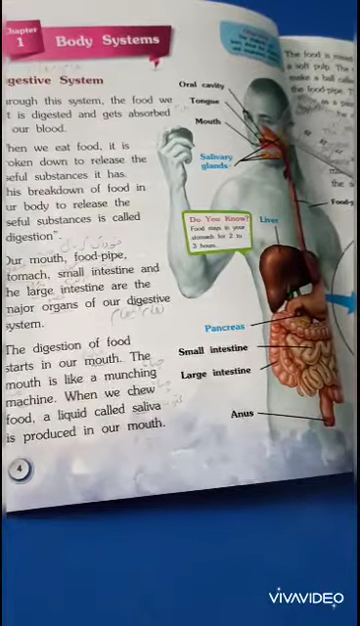 Chapter
1
Body Systems
gestive System
rough this system, the food we
t is digested and gets absorbed
our blood.
hen we eat food, it is
oken down to release the
seful substances it has.
his breakdown of food in
ur body to release the
seful substances is called
digestion".
Our mouth, food-pipe,
tomach, small intestine and
he large intestine are the
major organs of our digestive
system.
The digestion of food
starts in our mouth. The
mouth is like a munching
machine. When we chew
food, a liquid called saliva
is produced in our mouth.
4
Oral cavity
Tongue
Mouth
Salivary
glands
Do You Know?
Food stays in your
stomach for 2 to
3 hours.
Liver
Pancreas
Small intestine
Large intestine
Anus
The food is
a soft pulp. The
make a ball calle
the food-pipe.
VIVAVIDEO